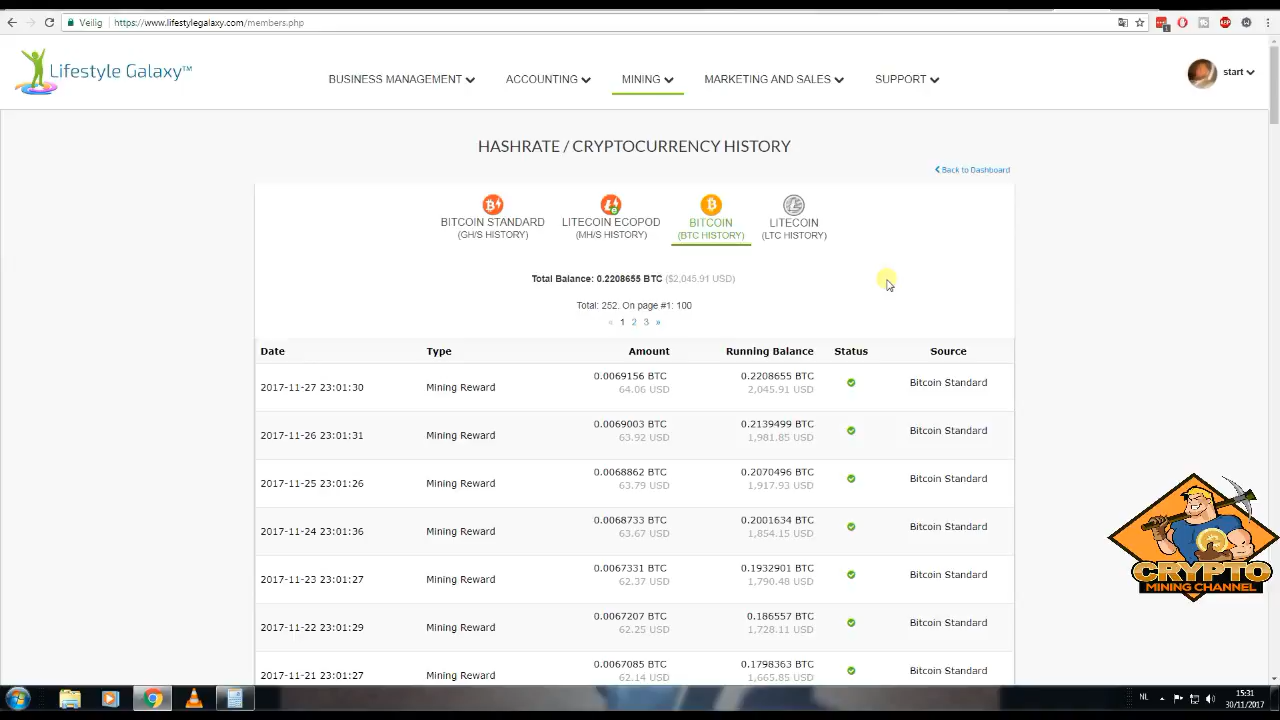 Veilig https://www.lifestylegalaxy.com/members.php
Lifestyle Galaxy™
BUSINESS MANAGEMENT ACCOUNTING MINING MARKETING AND SALES SUPPORT
start
HASHRATE / CRYPTOCURRENCY HISTORY
Back to Dashboard
BITCOIN STANDARD LITECOIN ECOPOD BITCOIN LITECOIN
(GH/S HISTORY) (MH/S HISTORY) (BTC HISTORY) (LTC HISTORY)
Total Balance: 0.2208655 BTC ($2,045.91 USD)
Total: 252. On page #1: 100
« 1 2 3 »
Date Type Amount Running Balance Status Source
2017-11-27 23:01:30 Mining Reward 0.0069156 BTC 0.2208655 BTC Bitcoin Standard
64.06 USD 2,045.91 USD
2017-11-26 23:01:31 Mining Reward 0.0069003 BTC 0.2139499 BTC Bitcoin Standard
63.92 USD 1,981.85 USD
2017-11-25 23:01:26 Mining Reward 0.0068862 BTC 0.2070496 BTC Bitcoin Standard
63.79 USD 1,917.93 USD
2017-11-24 23:01:36 Mining Reward 0.0068733 BTC 0.2001634 BTC Bitcoin Standard
63.67 USD 1,854.15 USD
2017-11-23 23:01:27 Mining Reward 0.0067331 BTC 0.1932901 BTC Bitcoin Standard
62.37 USD 1,790.48 USD
2017-11-22 23:01:29 Mining Reward 0.0067207 BTC 0.186557 BTC Bitcoin Standard
62.25 USD 1,728.11 USD
2017-11-21 23:01:27 Mining Reward 0.0067085 BTC 0.1798363 BTC Bitcoin Standard
62.14 USD 1,665.85 USD
CRYPTO
MINING CHANNEL
NL 15:31
30/11/2017